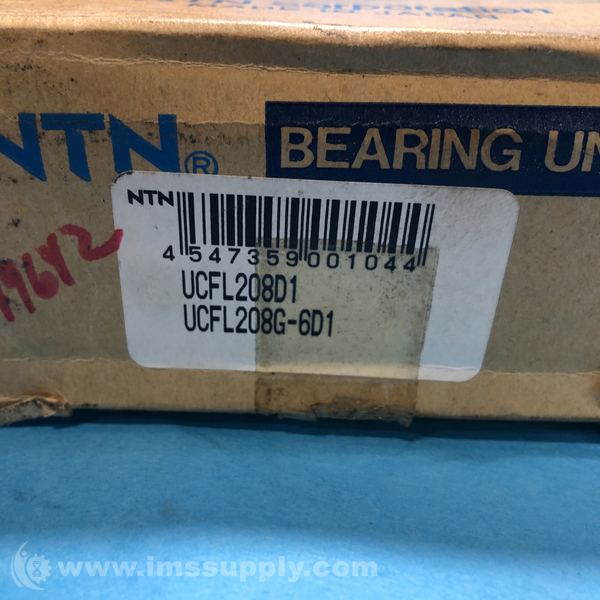 NTN®
BEARING UN
NTN
4 547359 001044
UCFL208D1
UCFL208G-6D1
www.imssupply.com